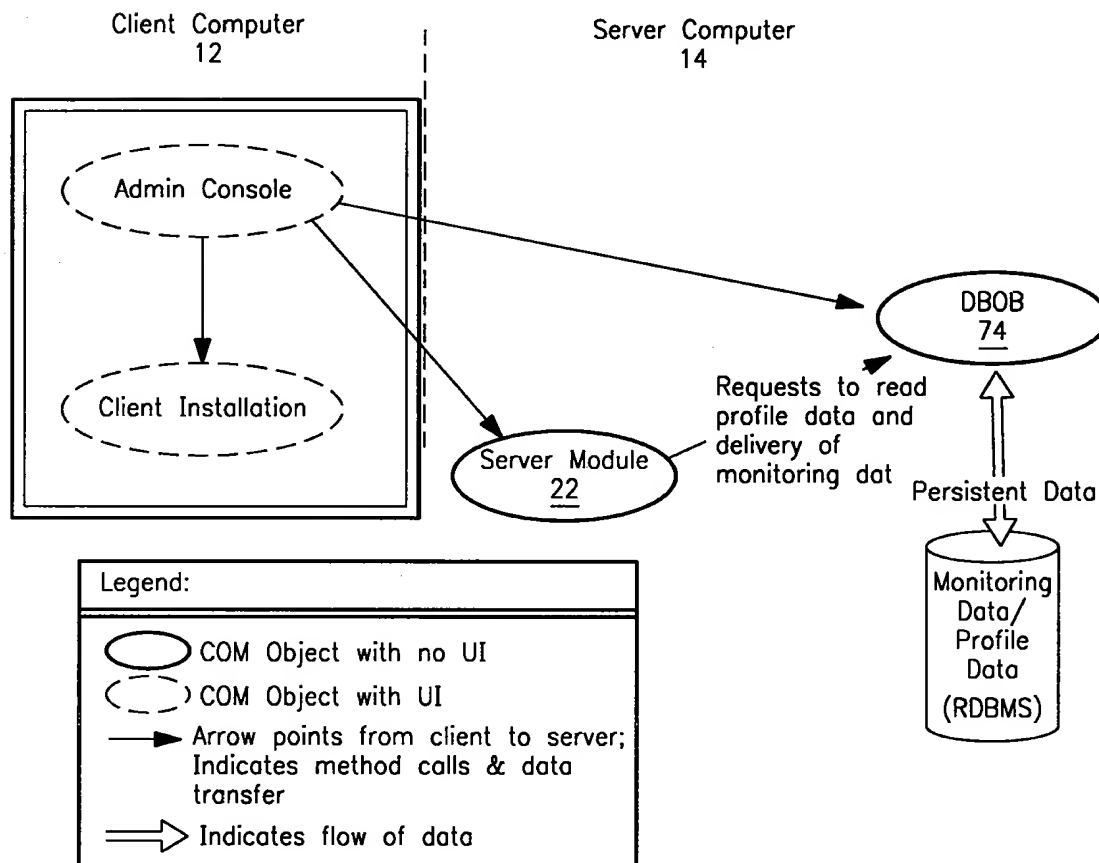 Client Computer
12
Server Computer
14
Admin Console
Client Installation
DBOB
74
Requests to read
profile data and
delivery of
monitoring dat
Server Module
22
Persistent Data
Monitoring
Data/
Profile
Data
(RDBMS)
Legend:
COM Object with no UI
COM Object with UI
Arrow points from client to server;
Indicates method calls & data
transfer
Indicates flow of data